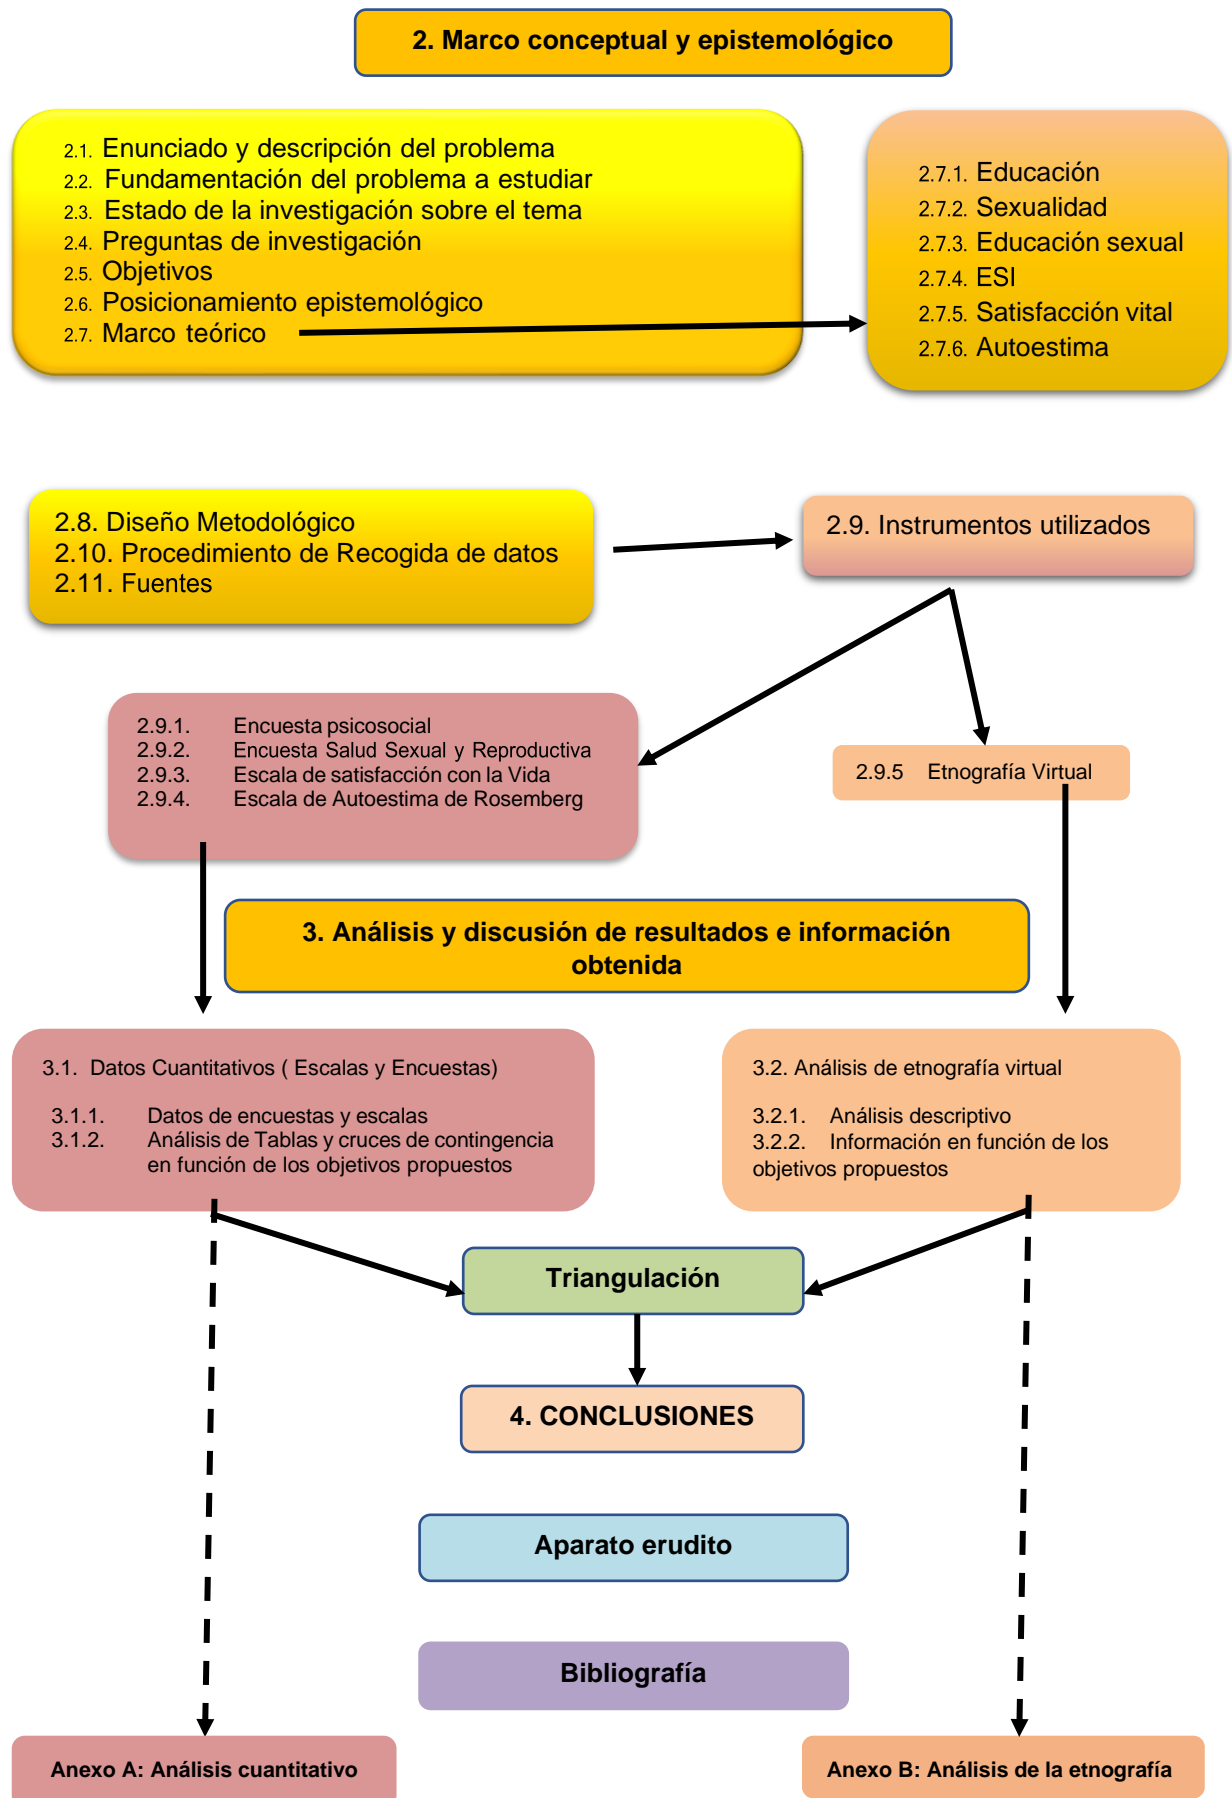 2. Marco conceptual y epistemológico
2.1. Enunciado y descripción del problema
2.2. Fundamentación del problema a estudiar
2.3. Estado de la investigación sobre el tema
2.4. Preguntas de investigación
2.5. Objetivos
2.6. Posicionamiento epistemológico
2.7. Marco teórico
2.7.1. Educación
2.7.2. Sexualidad
2.7.3. Educación sexual
2.7.4. ESI
2.7.5. Satisfacción vital
2.7.6. Autoestima
2.8. Diseño Metodológico
2.10. Procedimiento de Recogida de datos
2.11. Fuentes
2.9. Instrumentos utilizados
2.9.1. Encuesta psicosocial
2.9.2. Encuesta Salud Sexual y Reproductiva
2.9.3. Escala de satisfacción con la Vida
2.9.4. Escala de Autoestima de Rosemberg
2.9.5 Etnografía Virtual
3. Análisis y discusión de resultados e información
obtenida
3.1. Datos Cuantitativos ( Escalas y Encuestas)
3.1.1. Datos de encuestas y escalas
3.1.2. Análisis de Tablas y cruces de contingencia
en función de los objetivos propuestos
3.2. Análisis de etnografía virtual
3.2.1. Análisis descriptivo
3.2.2. Información en función de los
objetivos propuestos
Triangulación
4. CONCLUSIONES
Aparato erudito
Bibliografía
Anexo A: Análisis cuantitativo
Anexo B: Análisis de la etnografía